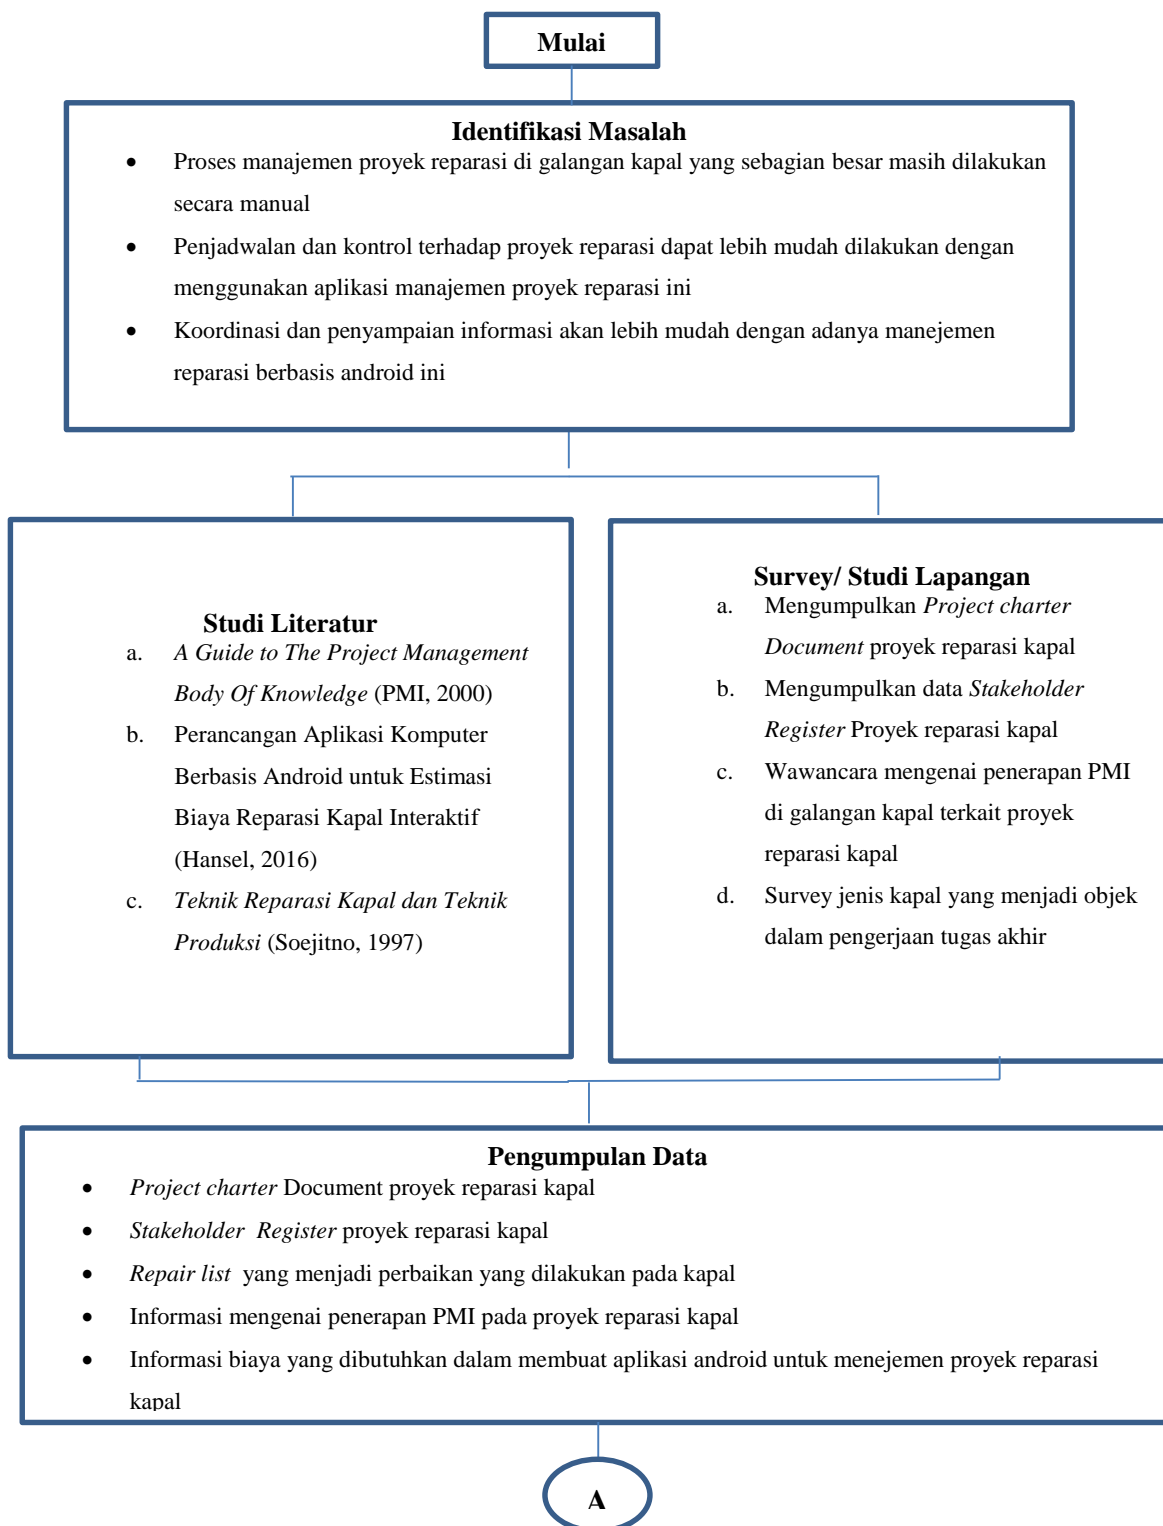 Mulai
Identifikasi Masalah
• Proses manajemen proyek reparasi di galangan kapal yang sebagian besar masih dilakukan
secara manual
• Penjadwalan dan kontrol terhadap proyek reparasi dapat lebih mudah dilakukan dengan
menggunakan aplikasi manajemen proyek reparasi ini
• Koordinasi dan penyampaian informasi akan lebih mudah dengan adanya manejemen
reparasi berbasis android ini
Studi Literatur
a. A Guide to The Project Management
Body Of Knowledge (PMI, 2000)
b. Perancangan Aplikasi Komputer
Berbasis Android untuk Estimasi
Biaya Reparasi Kapal Interaktif
(Hansel, 2016)
c. Teknik Reparasi Kapal dan Teknik
Produksi (Soejitno, 1997)
Survey/ Studi Lapangan
a. Mengumpulkan Project charter
Document proyek reparasi kapal
b. Mengumpulkan data Stakeholder
Register Proyek reparasi kapal
c. Wawancara mengenai penerapan PMI
di galangan kapal terkait proyek
reparasi kapal
d. Survey jenis kapal yang menjadi objek
dalam pengerjaan tugas akhir
Pengumpulan Data
• Project charter Document proyek reparasi kapal
• Stakeholder Register proyek reparasi kapal
• Repair list yang menjadi perbaikan yang dilakukan pada kapal
• Informasi mengenai penerapan PMI pada proyek reparasi kapal
• Informasi biaya yang dibutuhkan dalam membuat aplikasi android untuk menejemen proyek reparasi
kapal
A